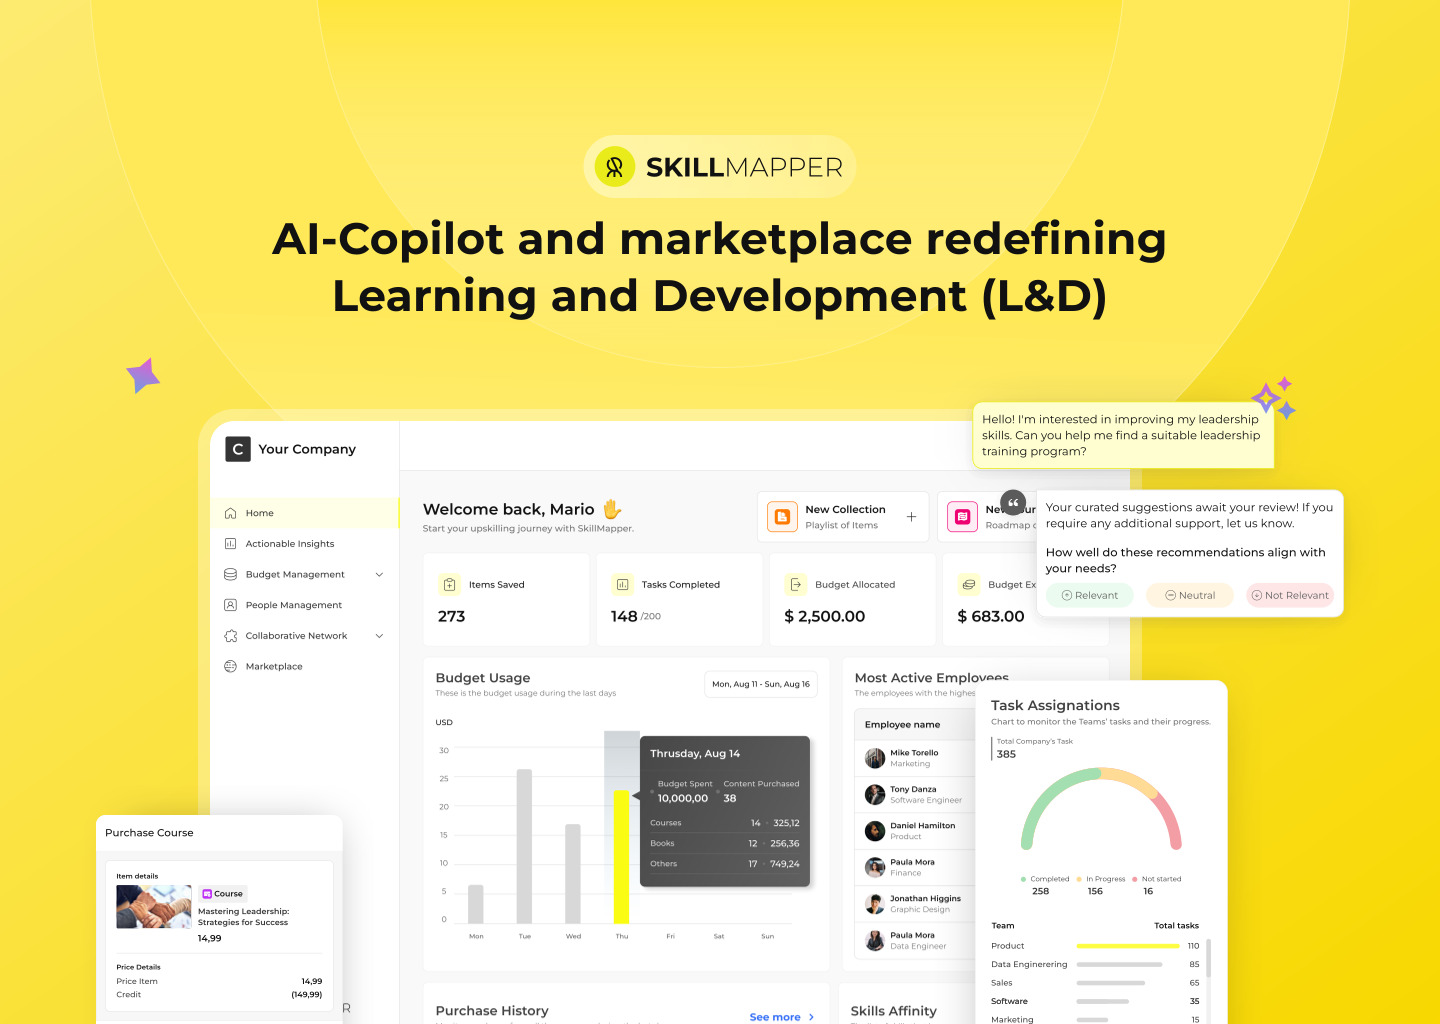 SKILLMAPPER
AI-Copilot and marketplace redefining
Learning and Development (L&D)
C Your Company
Home
Actionable Insights
Budget Management
People Management
Collaborative Network
Marketplace
Welcome back, Mario
Start your upskilling journey with SkillMapper.
New Collection
Playlist of Items
Roadmap
Hello! I'm interested in improving my leadership
skills. Can you help me find a suitable leadership
training program?
Your curated suggestions await your review! If you
require any additional support, let us know.
How well do these recommendations align with
your needs?
Relevant
Neutral
Not Relevant
Items Saved
273
Tasks Completed
148 /200
Budget Allocated
$ 2,500.00
Budget Ex
$ 683.00
Budget Usage
These is the budget usage during the last days
Mon, Aug 11 - Sun, Aug 16
USD
30
25
20
15
10
5
0
Mon Tue Wed Thu Fri Sat Sun
Thrusday, Aug 14
Budget Spent Content Purchased
10,000,00 38
Courses 14 325,12
Books 12 256,36
Others 17 749,24
Most Active Employees
The employees with the highes
Employee name
Mike Torello
Marketing
Tony Danza
Software Engineer
Daniel Hamilton
Product
Paula Mora
Finance
Jonathan Higgins
Graphic Design
Paula Mora
Data Engineer
Task Assignations
Chart to monitor the Teams' tasks and their progress.
Total Company's Task
385
Completed In Progress Not started
258 156 16
Team Total tasks
Product 110
Data Enginerering 85
Sales 65
Software 35
Marketing 15
Purchase Course
Item details
Course
Mastering Leadership:
Strategies for Success
14,99
Price Details
Price Item 14,99
Credit (149,99)
R
Purchase History
See more
Skills Affinity